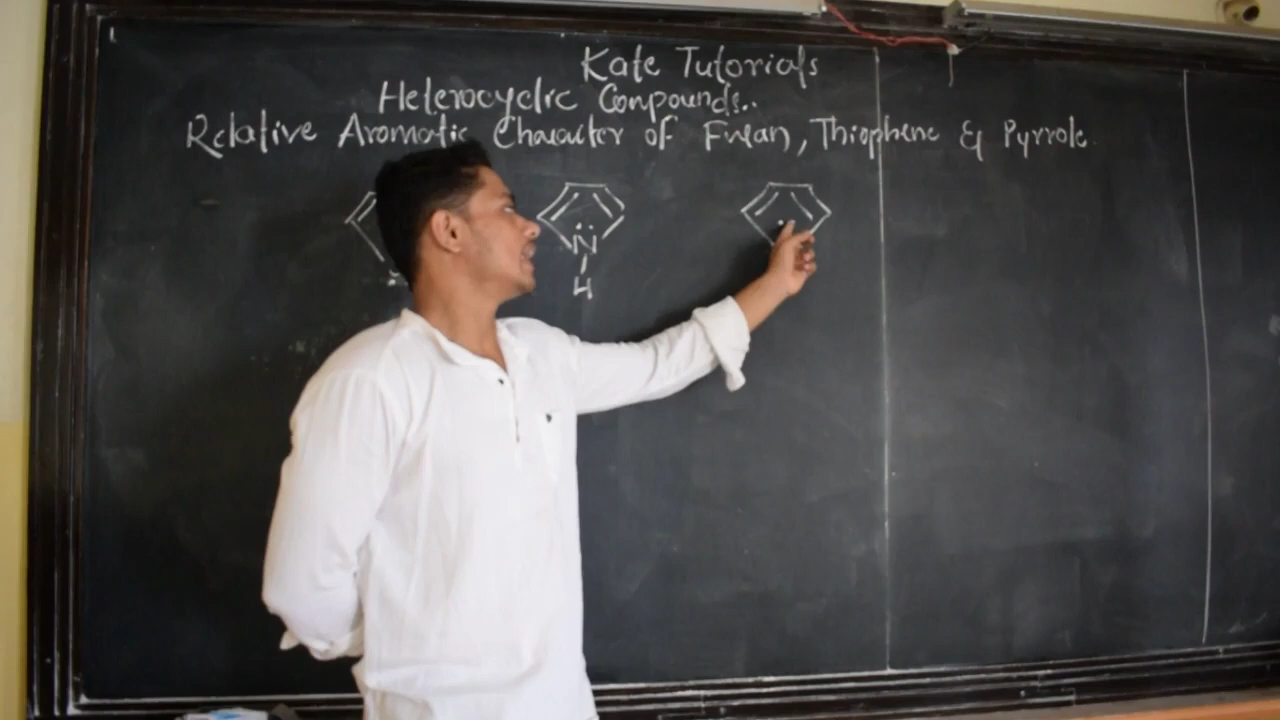 Kate Tutorials
Heterocyclic Compounds..
Relative Aromatic Character of Furan, Thiophene & Pyrrole.
N
H